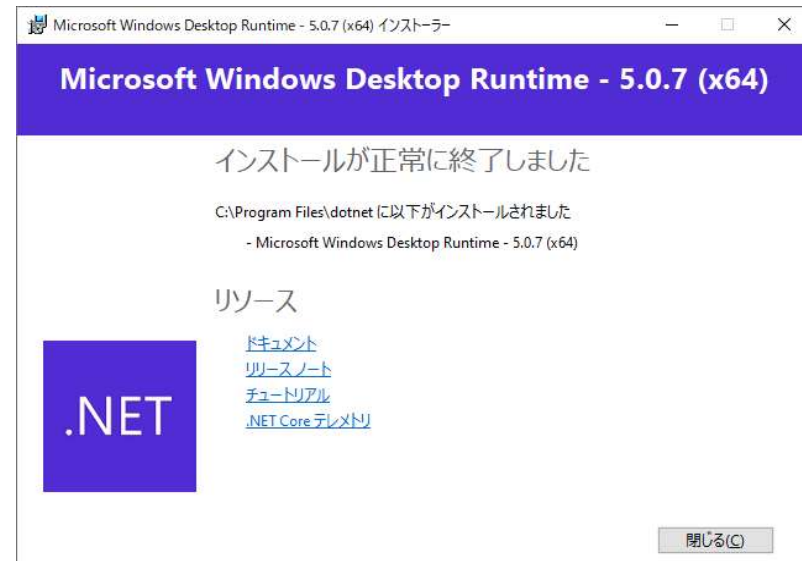 Microsoft Windows Desktop Runtime - 5.0.7 (x64) インストーラー
Microsoft Windows Desktop Runtime - 5.0.7 (x64)
インストールが正常に終了しました
C:\Program Files\dotnet に以下がインストールされました
- Microsoft Windows Desktop Runtime - 5.0.7 (x64)
リソース
ドキュメント
リリース ノート
チュートリアル
.NET Core テレメトリ
.NET
閉じる(C)